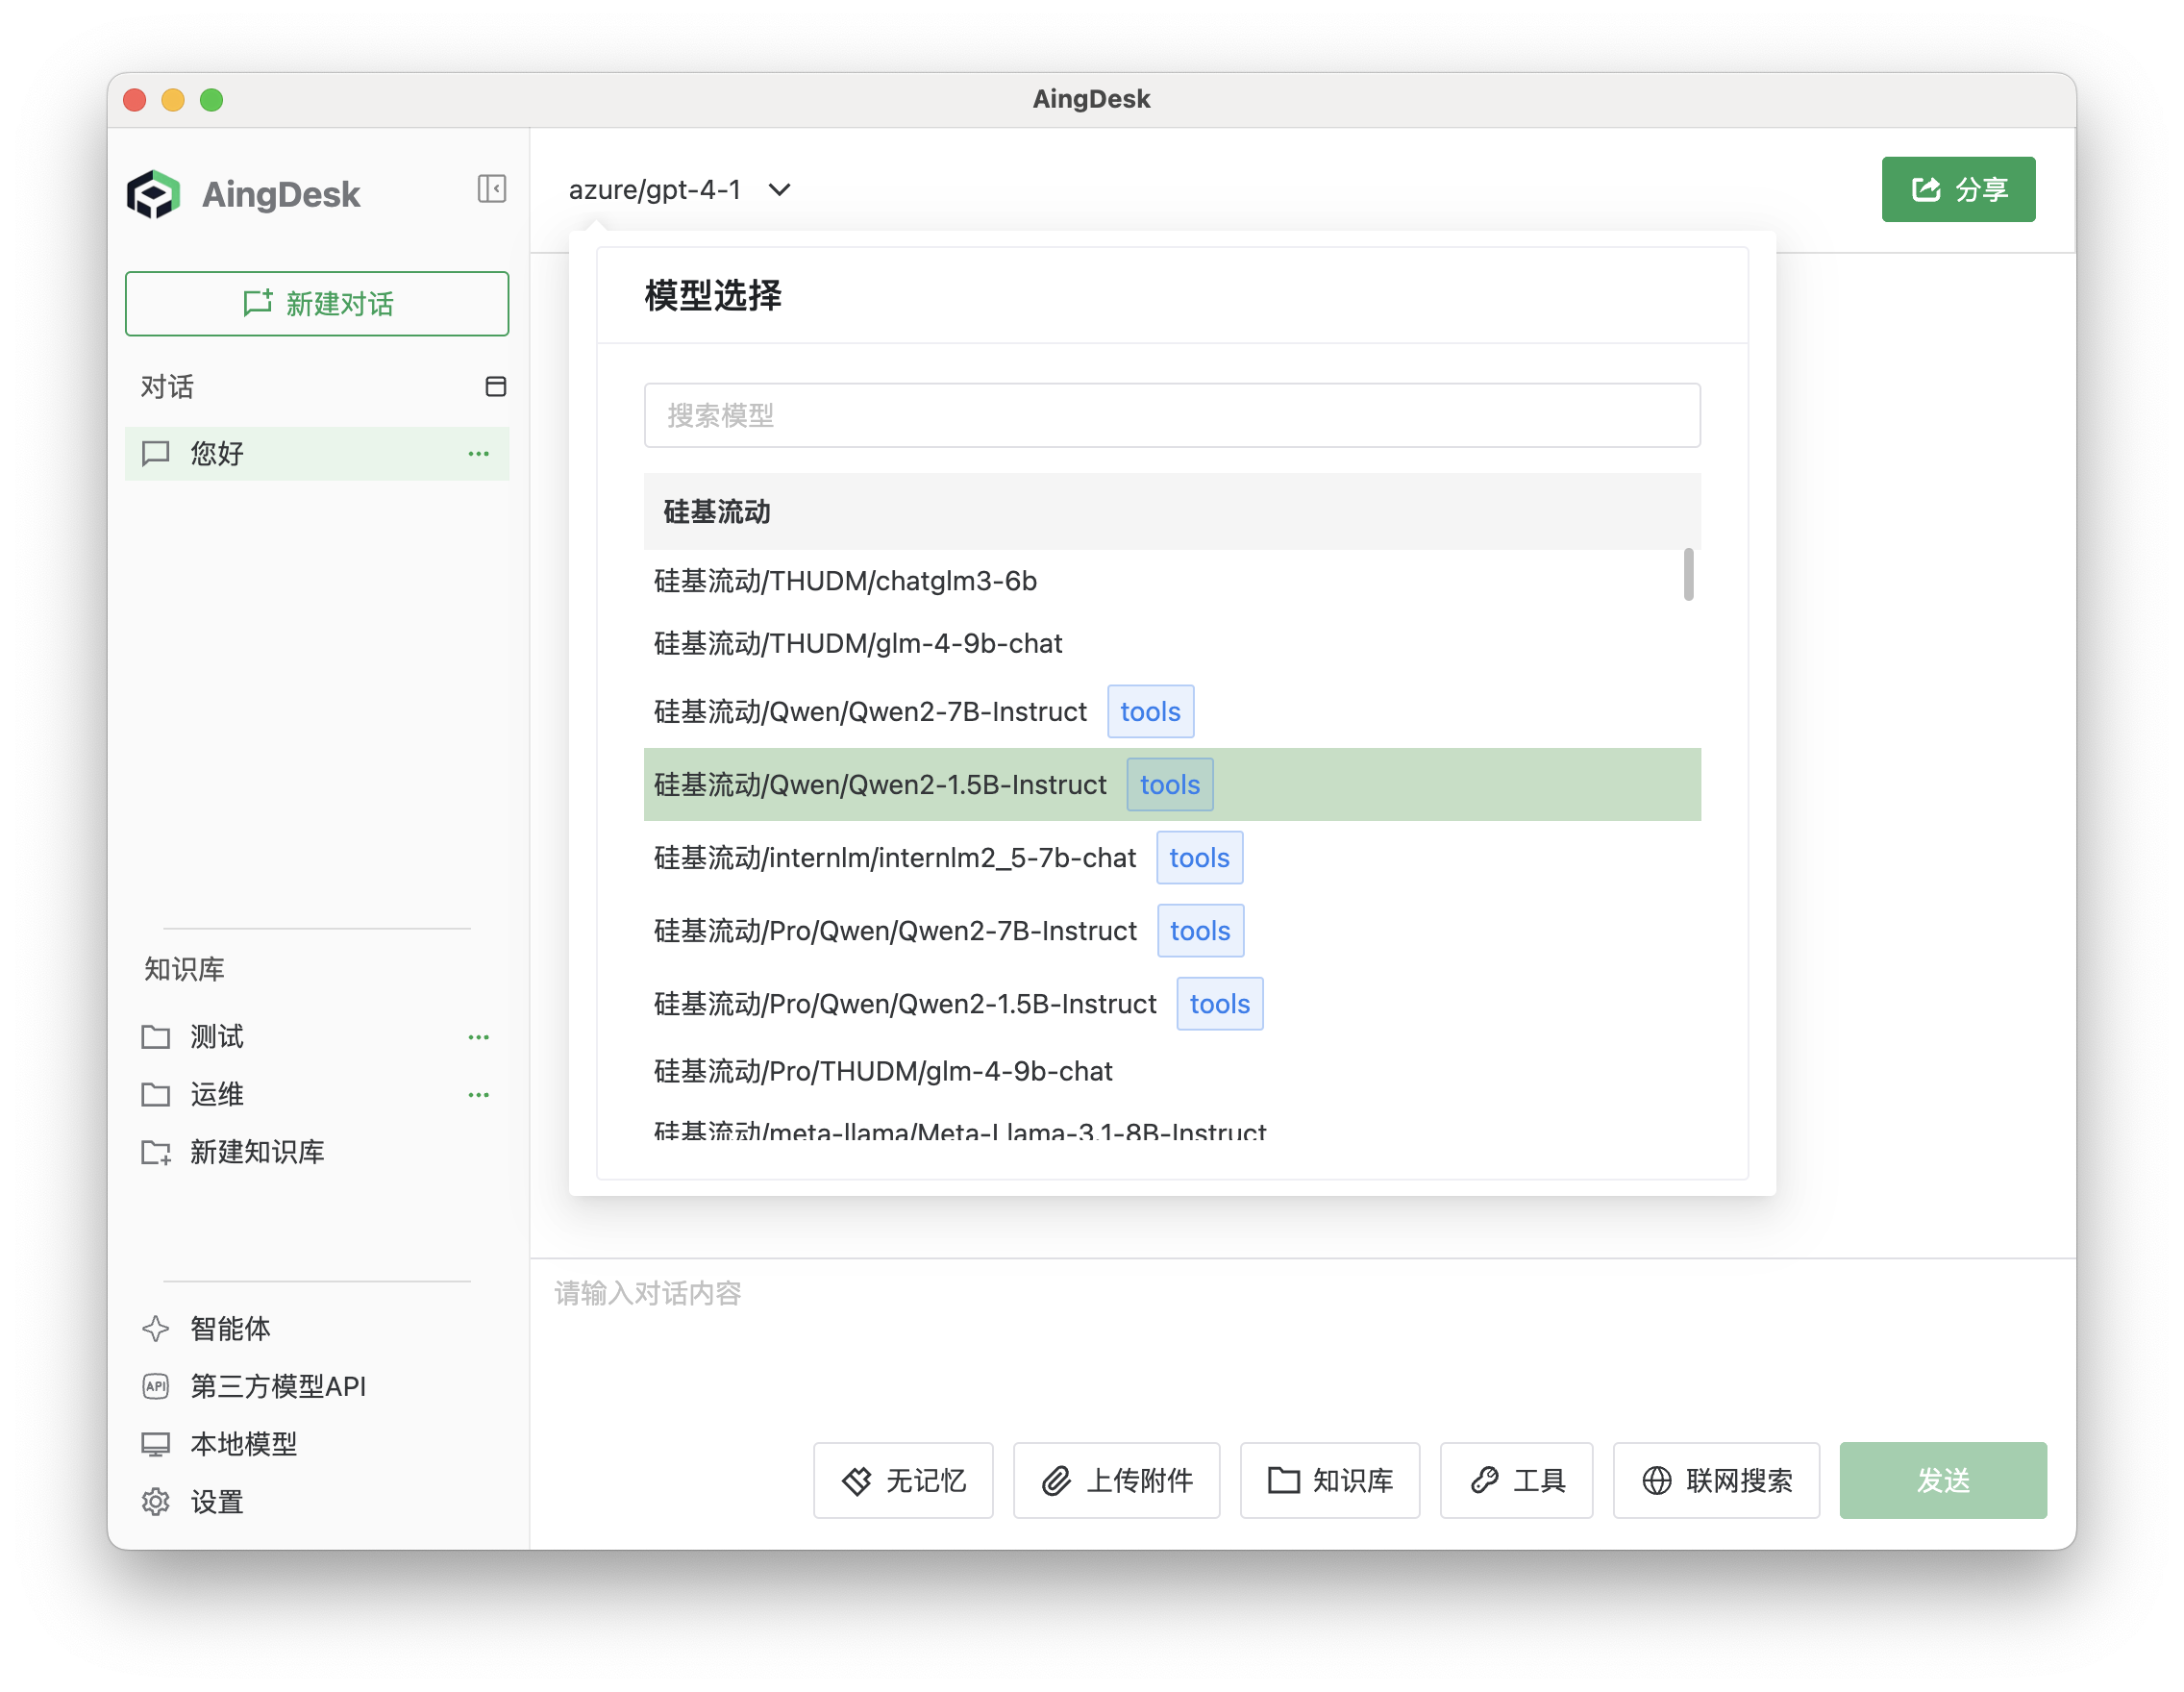 AingDesk
AingDesk
新建对话
对话
您好
知识库
测试
运维
新建知识库
智能体
API
第三方模型API
本地模型
设置
azure/gpt-4-1
分享
模型选择
搜索模型
硅基流动
硅基流动/THUDM/chatglm3-6b
硅基流动/THUDM/glm-4-9b-chat
硅基流动/Qwen/Qwen2-7B-Instruct tools
硅基流动/Qwen/Qwen2-1.5B-Instruct tools
硅基流动/internlm/internlm2_5-7b-chat tools
硅基流动/Pro/Qwen/Qwen2-7B-Instruct tools
硅基流动/Pro/Qwen/Qwen2-1.5B-Instruct tools
硅基流动/Pro/THUDM/glm-4-9b-chat
硅基流动/meta-llama/Meta-Llama-3.1-8B-Instruct
请输入对话内容
无记忆 上传附件 知识库 工具 联网搜索 发送